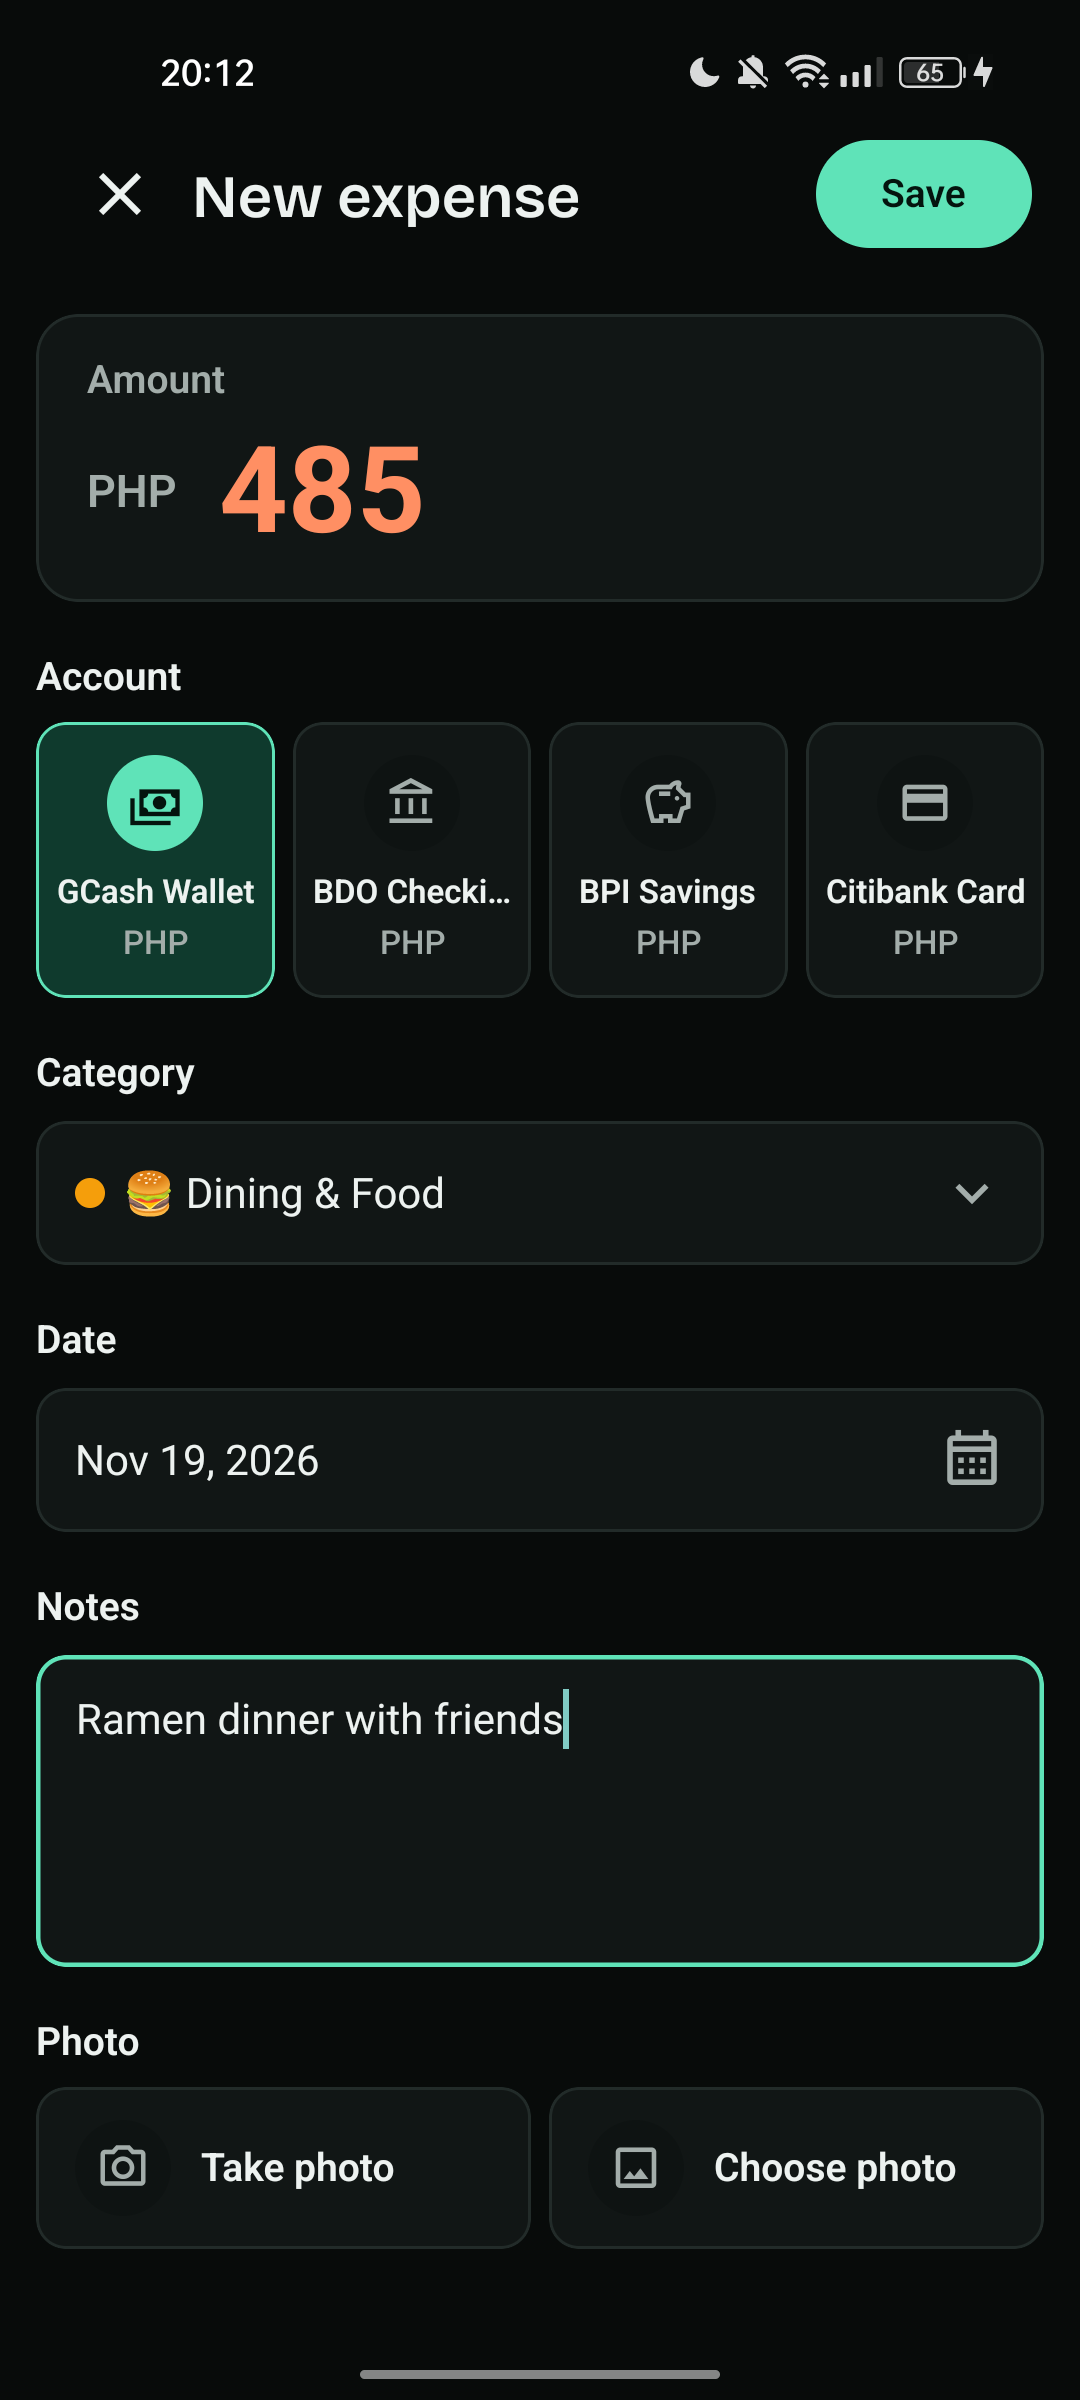 20:12
65
New expense
Save
Amount
PHP 485
Account
GCash Wallet
PHP
BDO Checki...
PHP
BPI Savings
PHP
Citibank Card
PHP
Category
🍔 Dining & Food
Date
Nov 19, 2026
Notes
Ramen dinner with friends
Photo
Take photo
Choose photo